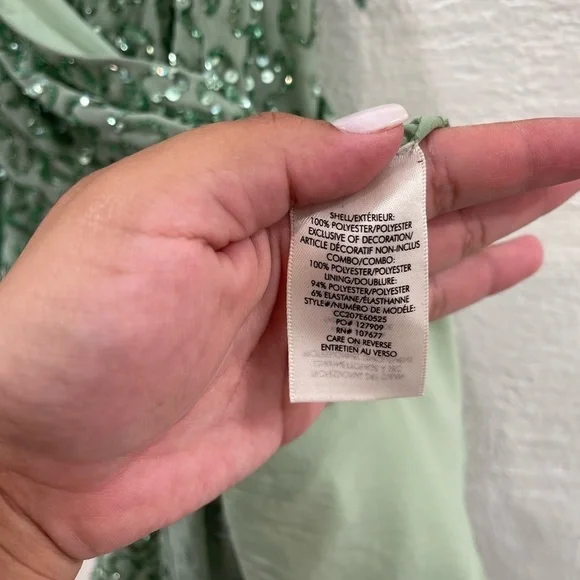 SHELL/EXTÉRIEUR:
100% POLYESTER/POLYESTER
EXCLUSIVE OF DECORATION/
ARTICLE DÉCORATIF NON-INCLUS
COMBO/COMBO:
100% POLYESTER/POLYESTER
LINING/DOUBLURE:
94% POLYESTER/POLYESTER
6% ELASTANE/ÉLASTHANNE
STYLE#/NUMÉRO DE MODÈLE:
CC207E60525
PO# 127909
RN# 107677
CARE ON REVERSE
ENTRETIEN AU VERSO